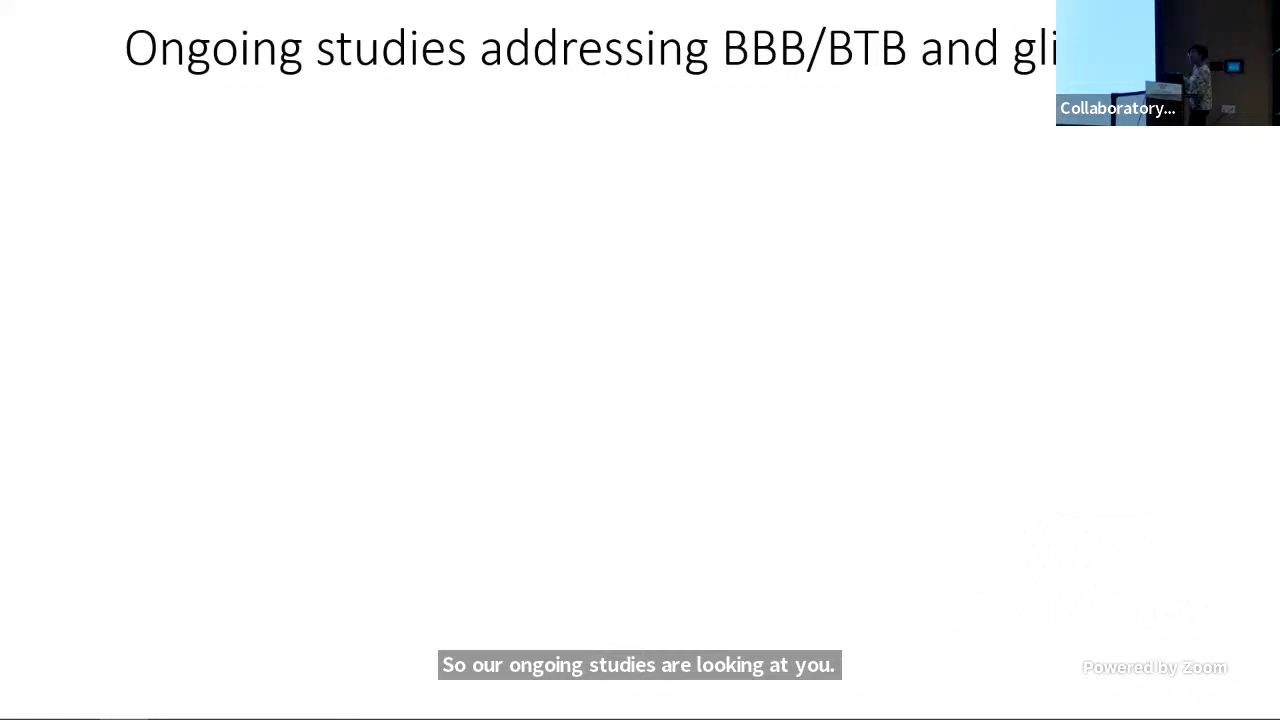 Ongoing studies addressing BBB/BTB and gli
Collaboratory...
So our ongoing studies are looking at you.
Powered by Zoom